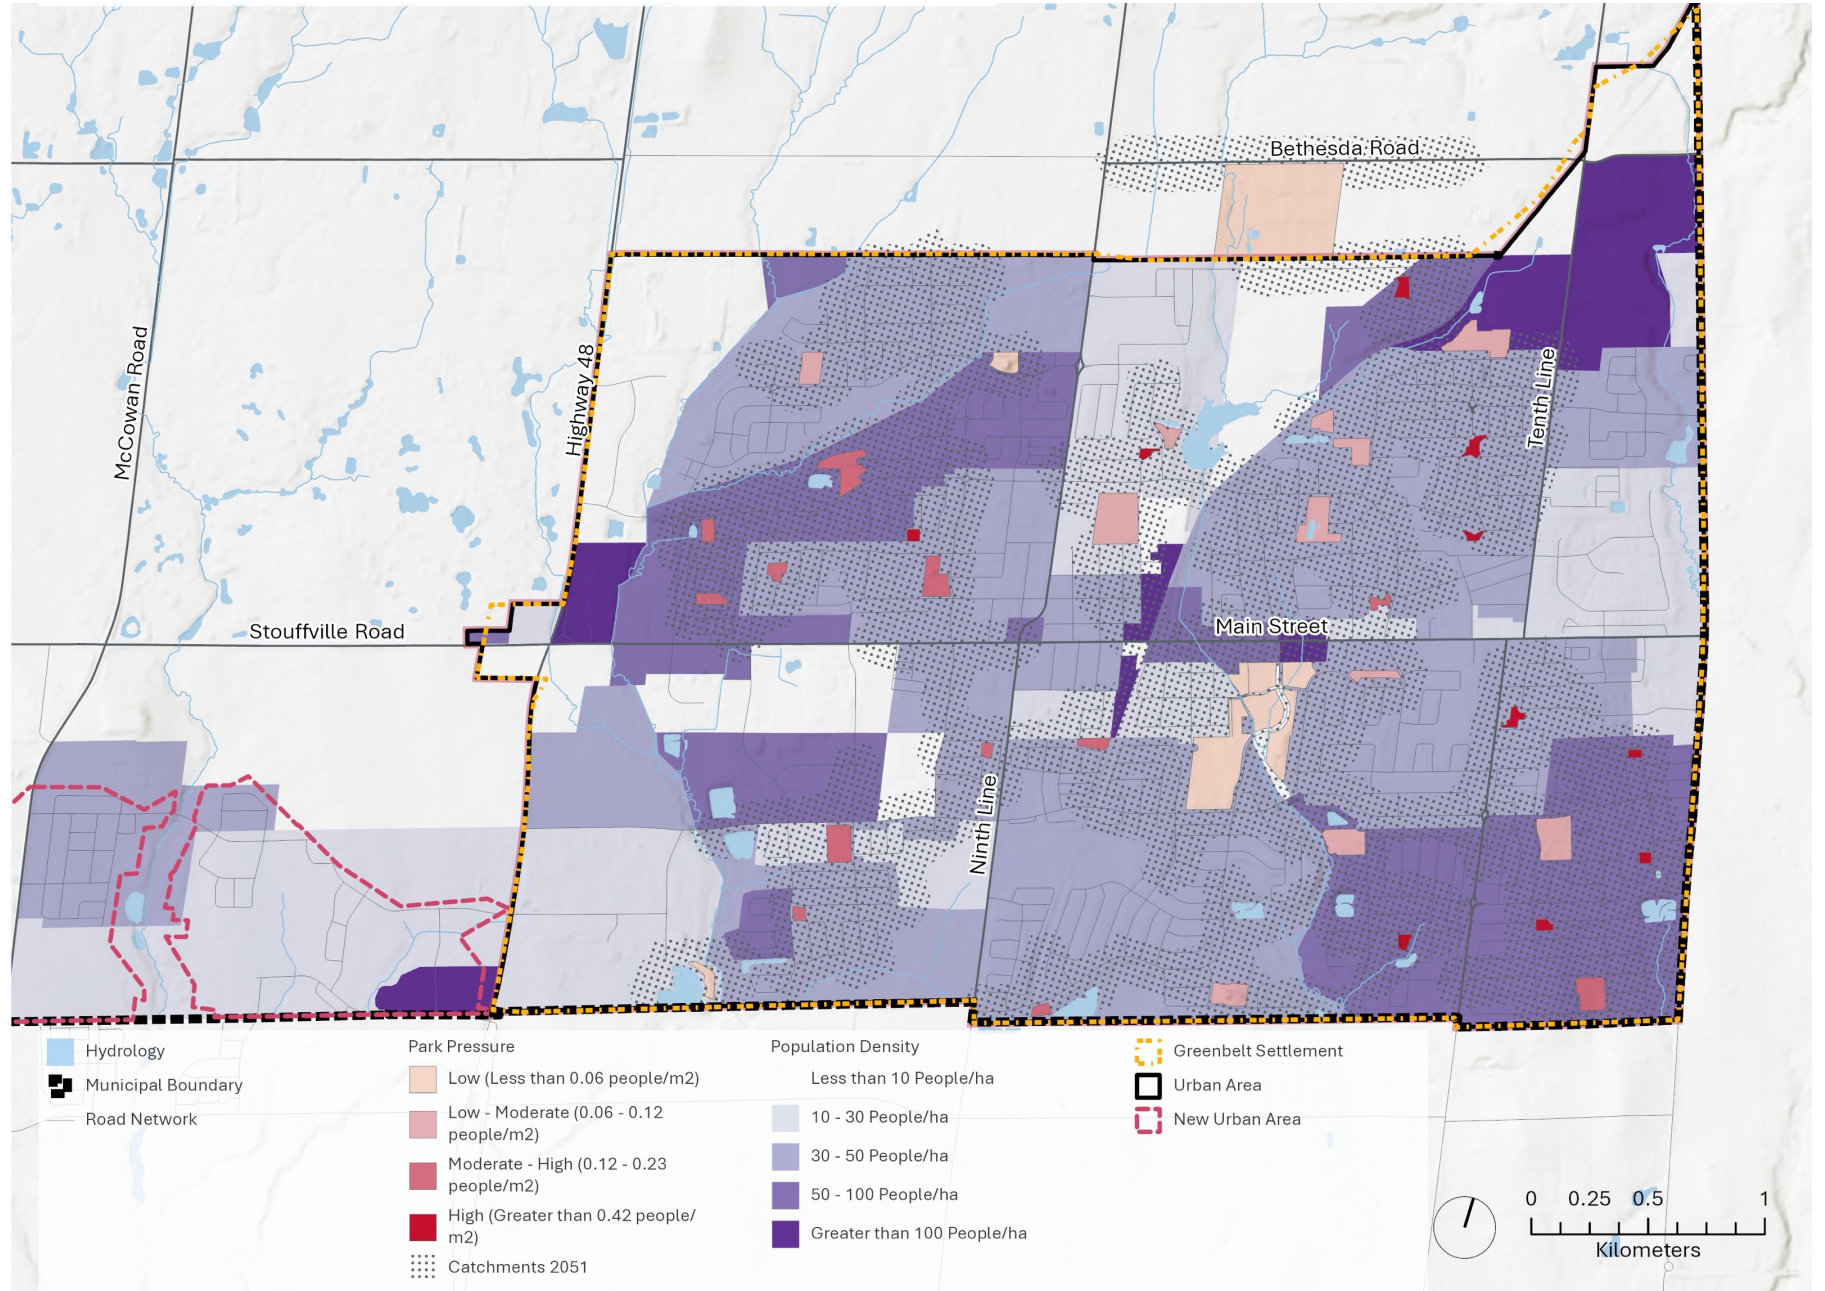 Bethesda Road
McCowan Road
Highway 48
Tenth Line
Stouffville Road
Main Street
Ninth Line
Hydrology
Municipal Boundary
Road Network
Park Pressure
Low (Less than 0.06 people/m2)
Low - Moderate (0.06 - 0.12
people/m2)
Moderate - High (0.12 - 0.23
people/m2)
High (Greater than 0.42 people/
m2)
Catchments 2051
Population Density
Less than 10 People/ha
10 - 30 People/ha
30 - 50 People/ha
50 - 100 People/ha
Greater than 100 People/ha
Greenbelt Settlement
Urban Area
New Urban Area
0 0.25 0.5 1
Kilometers